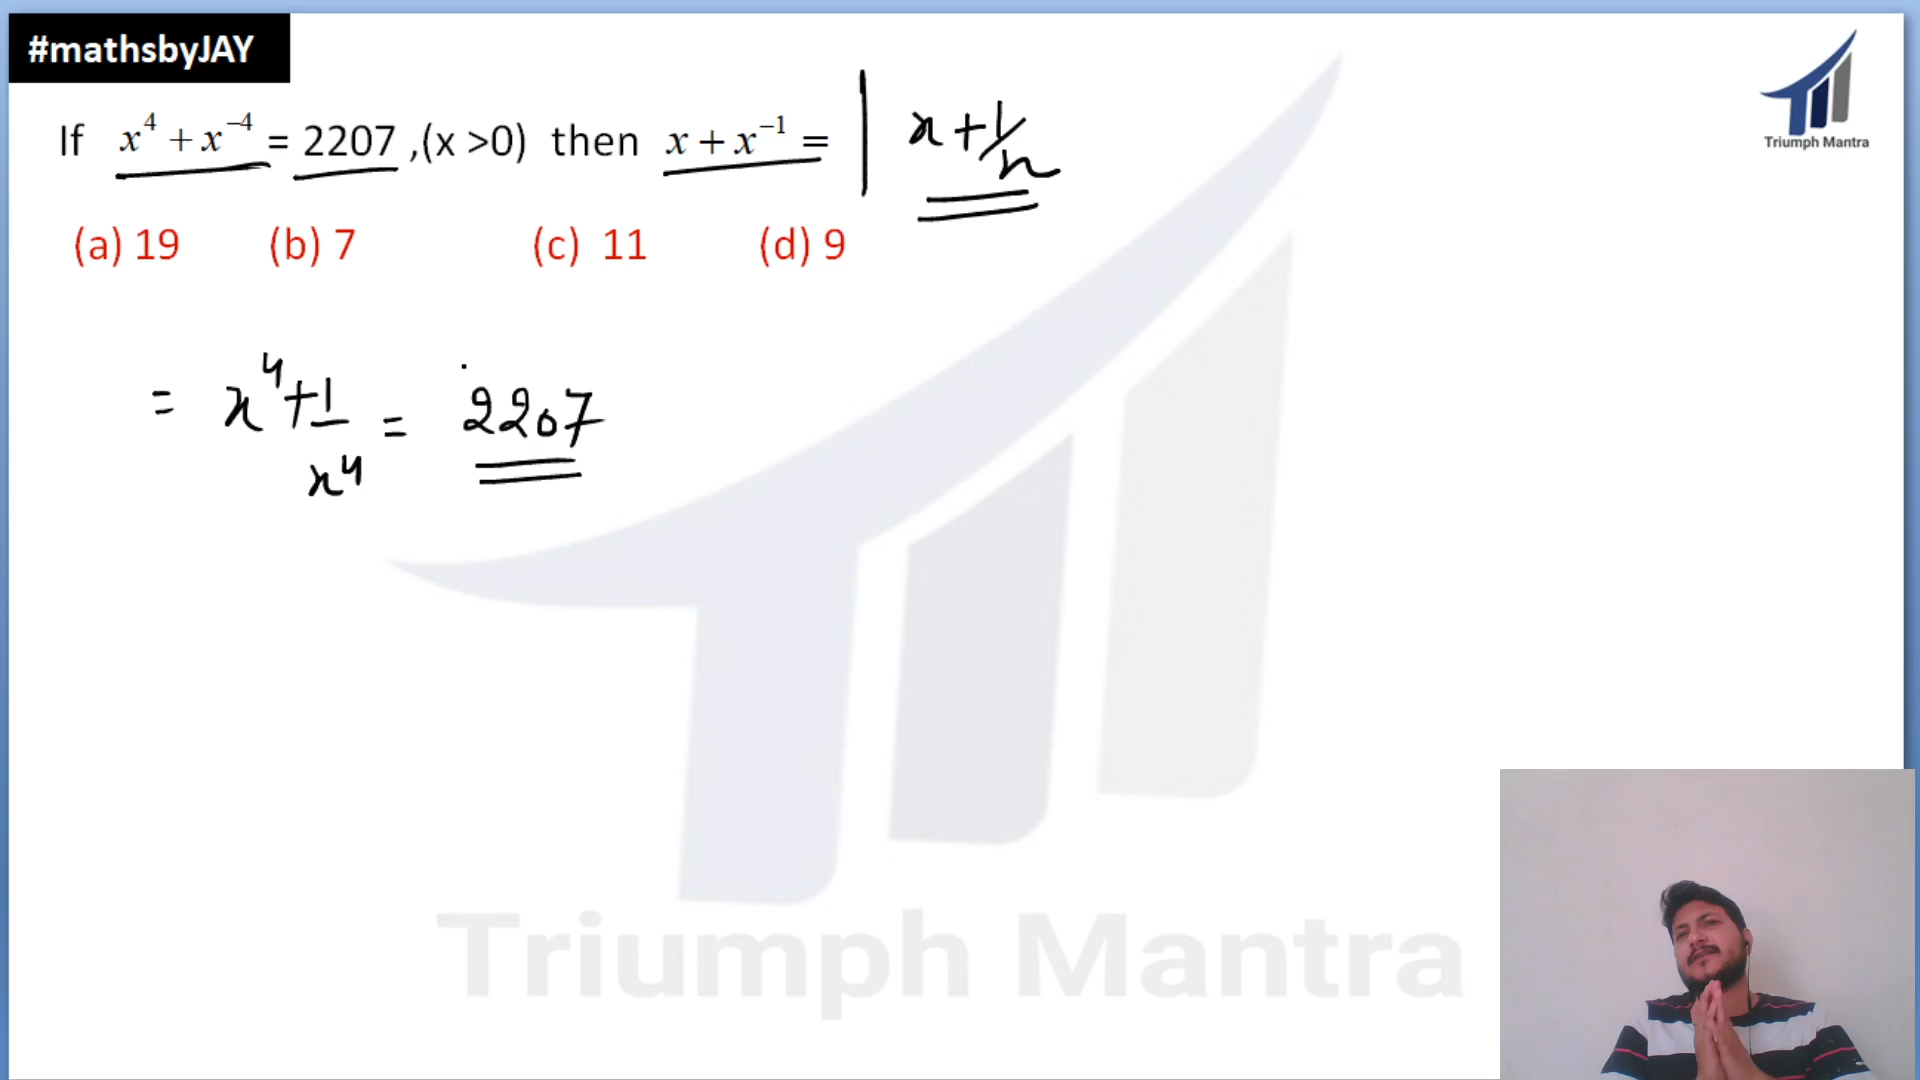 #mathsbyJAY
If x⁴ + x⁻⁴ = 2207 ,(x >0) then x + x⁻¹ = | x + 1/x
Triumph Mantra
(a) 19 (b) 7 (c) 11 (d) 9
= x⁴ + 1/x⁴ = 2207
Triumph Mantra